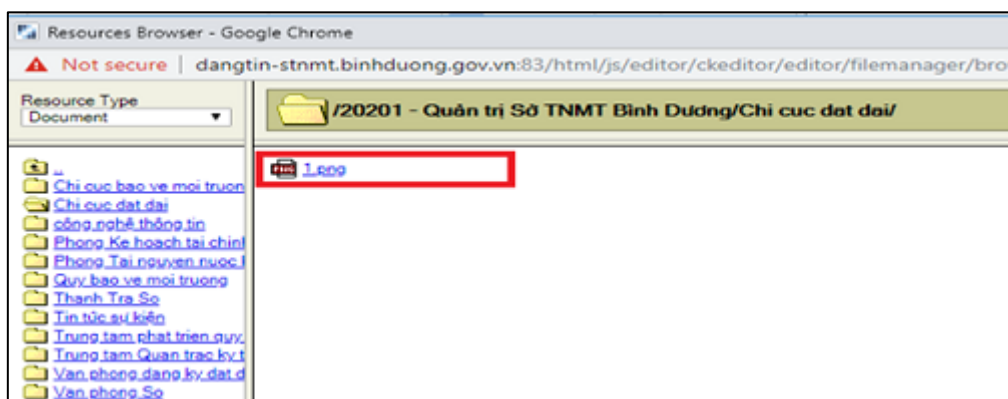 Resources Browser - Google Chrome
Not secure | dangtin-stnmt.binhduong.gov.vn:83/html/js/editor/ckeditor/editor/filemanager/bro
Resource Type
Document
/20201 - Quản trị Sở TNMT Bình Dương/Chi cuc dat dai/
1.png
..
Chi cuc bao ve moi truon
Chi cuc dat dai
công nghệ thông tin
Phong Ke hoach tai chinh
Phong Tai nguyen nuoc
Quy bao ve moi truong
Thanh Tra So
Tin tức sự kiện
Trung tam phat trien quy
Trung tam Quan trac ky t
Van phong dang ky dat d
Van phong So